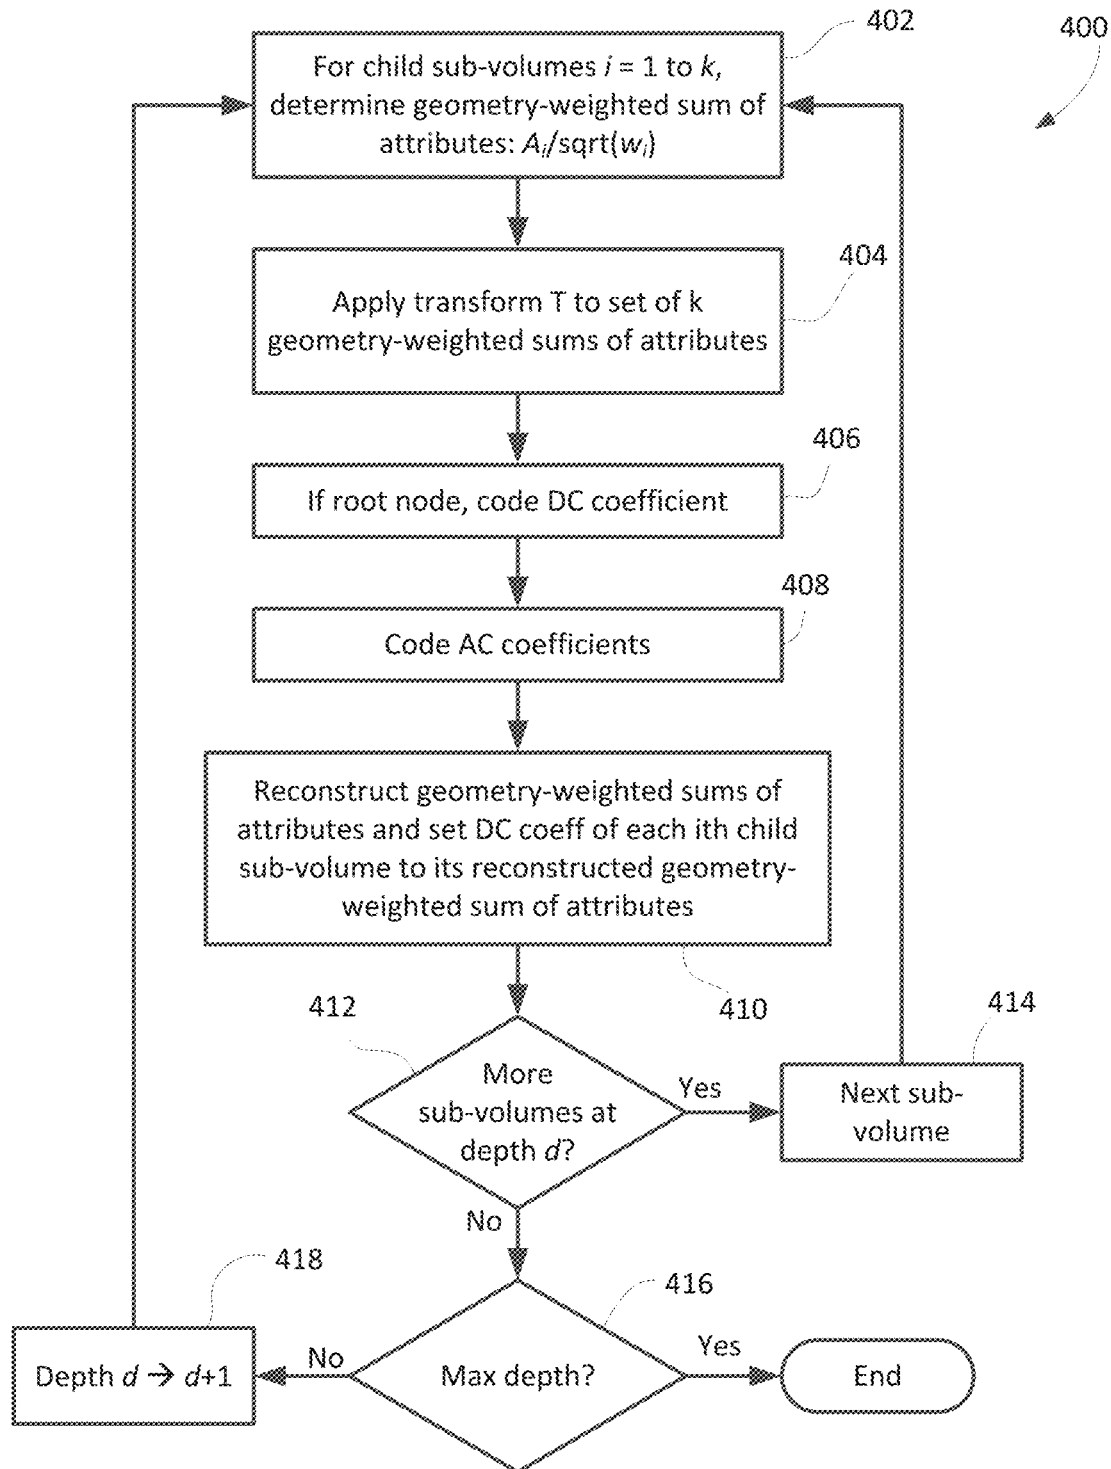 402
400
For child sub-volumes i = 1 to k,
determine geometry-weighted sum of
attributes: Ai/sqrt(wi)
404
Apply transform T to set of k
geometry-weighted sums of attributes
406
If root node, code DC coefficient
408
Code AC coefficients
Reconstruct geometry-weighted sums of
attributes and set DC coeff of each ith child
sub-volume to its reconstructed geometry-
weighted sum of attributes
410
412
414
More
sub-volumes at
depth d?
Yes
Next sub-
volume
No
418
416
Depth d → d+1
No
Max depth?
Yes
End